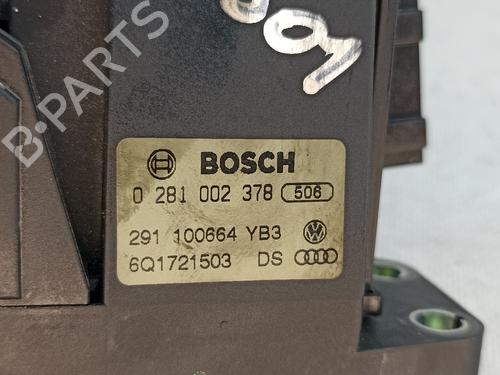 B-PARTS
BOSCH
0 281 002 378 506
291 100664 YB3
6Q1721503 DS